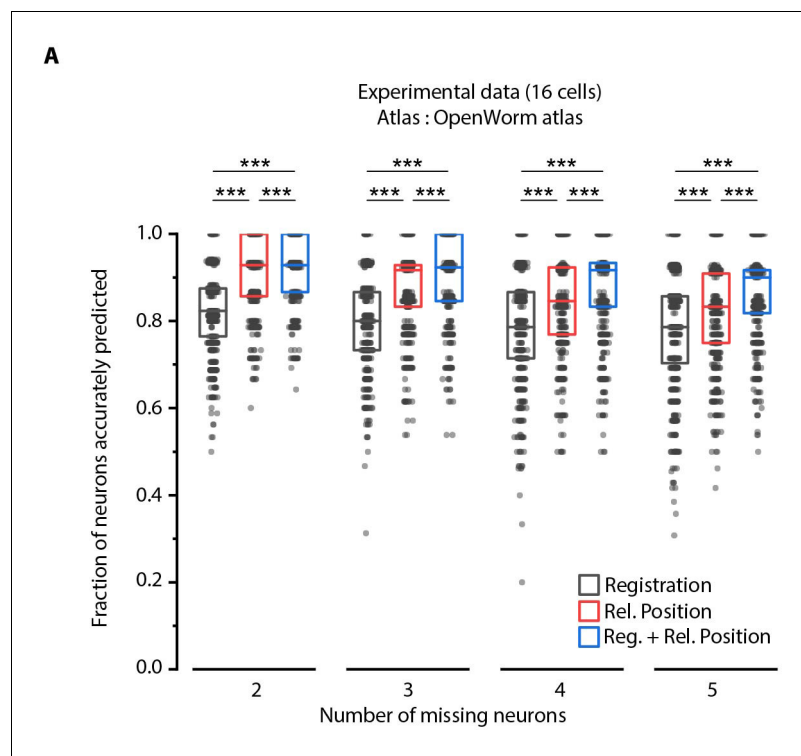 A
Experimental data (16 cells)
Atlas : OpenWorm atlas
*** *** *** ***
*** *** *** *** *** *** *** ***
1.0
0.8
0.6
0.4
0.2
0.0
Fraction of neurons accurately predicted
Registration
Rel. Position
Reg. + Rel. Position
2 3 4 5
Number of missing neurons